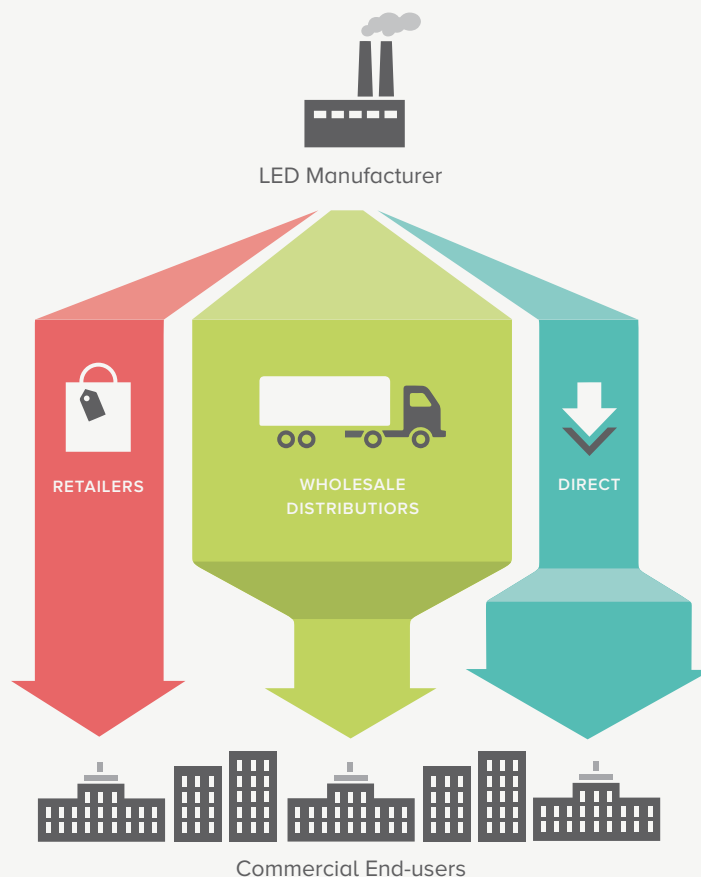 LED Manufacturer
RETAILERS
WHOLESALE
DISTRIBUTIORS
DIRECT
Commercial End-users